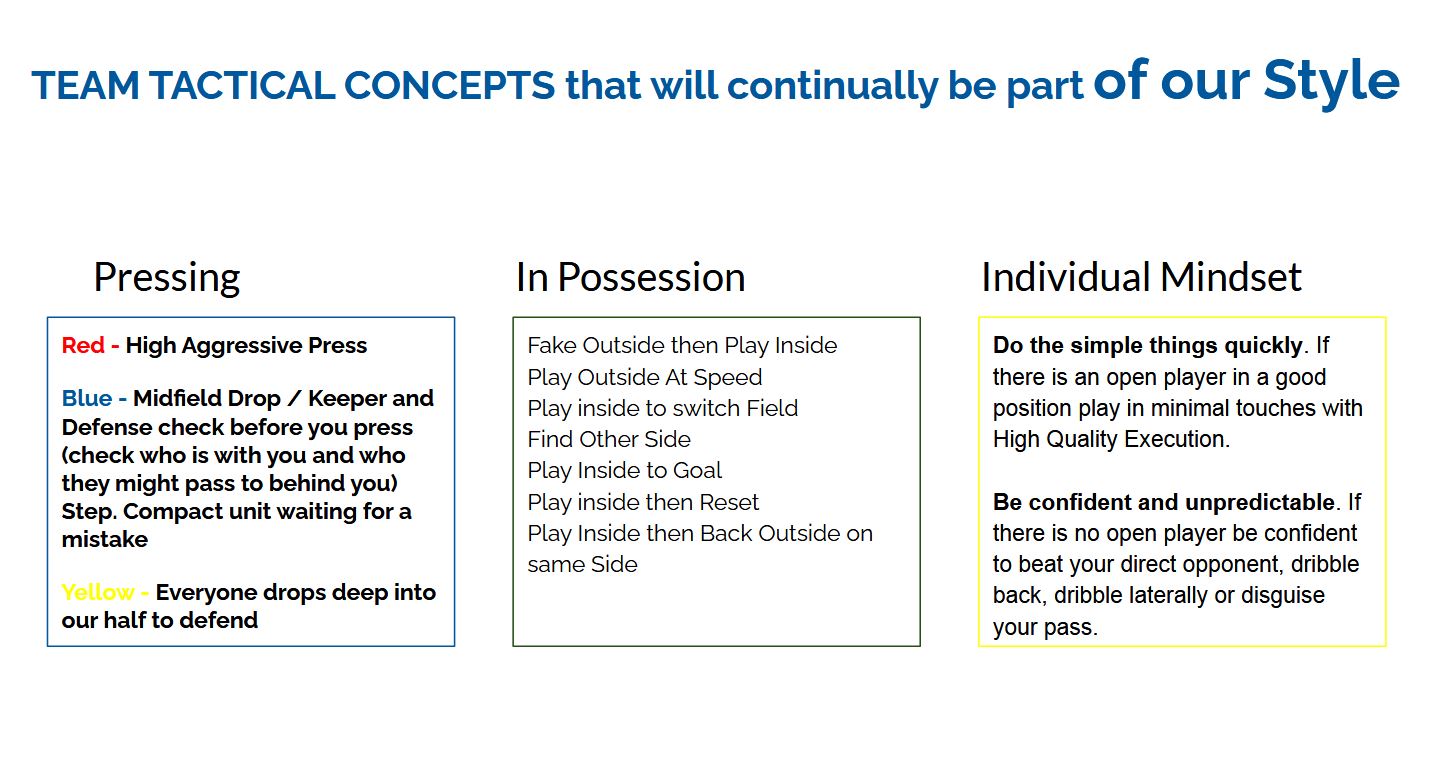 TEAM TACTICAL CONCEPTS that will continually be part of our Style
Pressing
Red - High Aggressive Press
Blue - Midfield Drop / Keeper and
Defense check before you press
(check who is with you and who
they might pass to behind you)
Step. Compact unit waiting for a
mistake
Yellow - Everyone drops deep into
our half to defend
In Possession
Fake Outside then Play Inside
Play Outside At Speed
Play inside to switch Field
Find Other Side
Play Inside to Goal
Play inside then Reset
Play Inside then Back Outside on
same Side
Individual Mindset
Do the simple things quickly. If
there is an open player in a good
position play in minimal touches with
High Quality Execution.
Be confident and unpredictable. If
there is no open player be confident
to beat your direct opponent, dribble
back, dribble laterally or disguise
your pass.